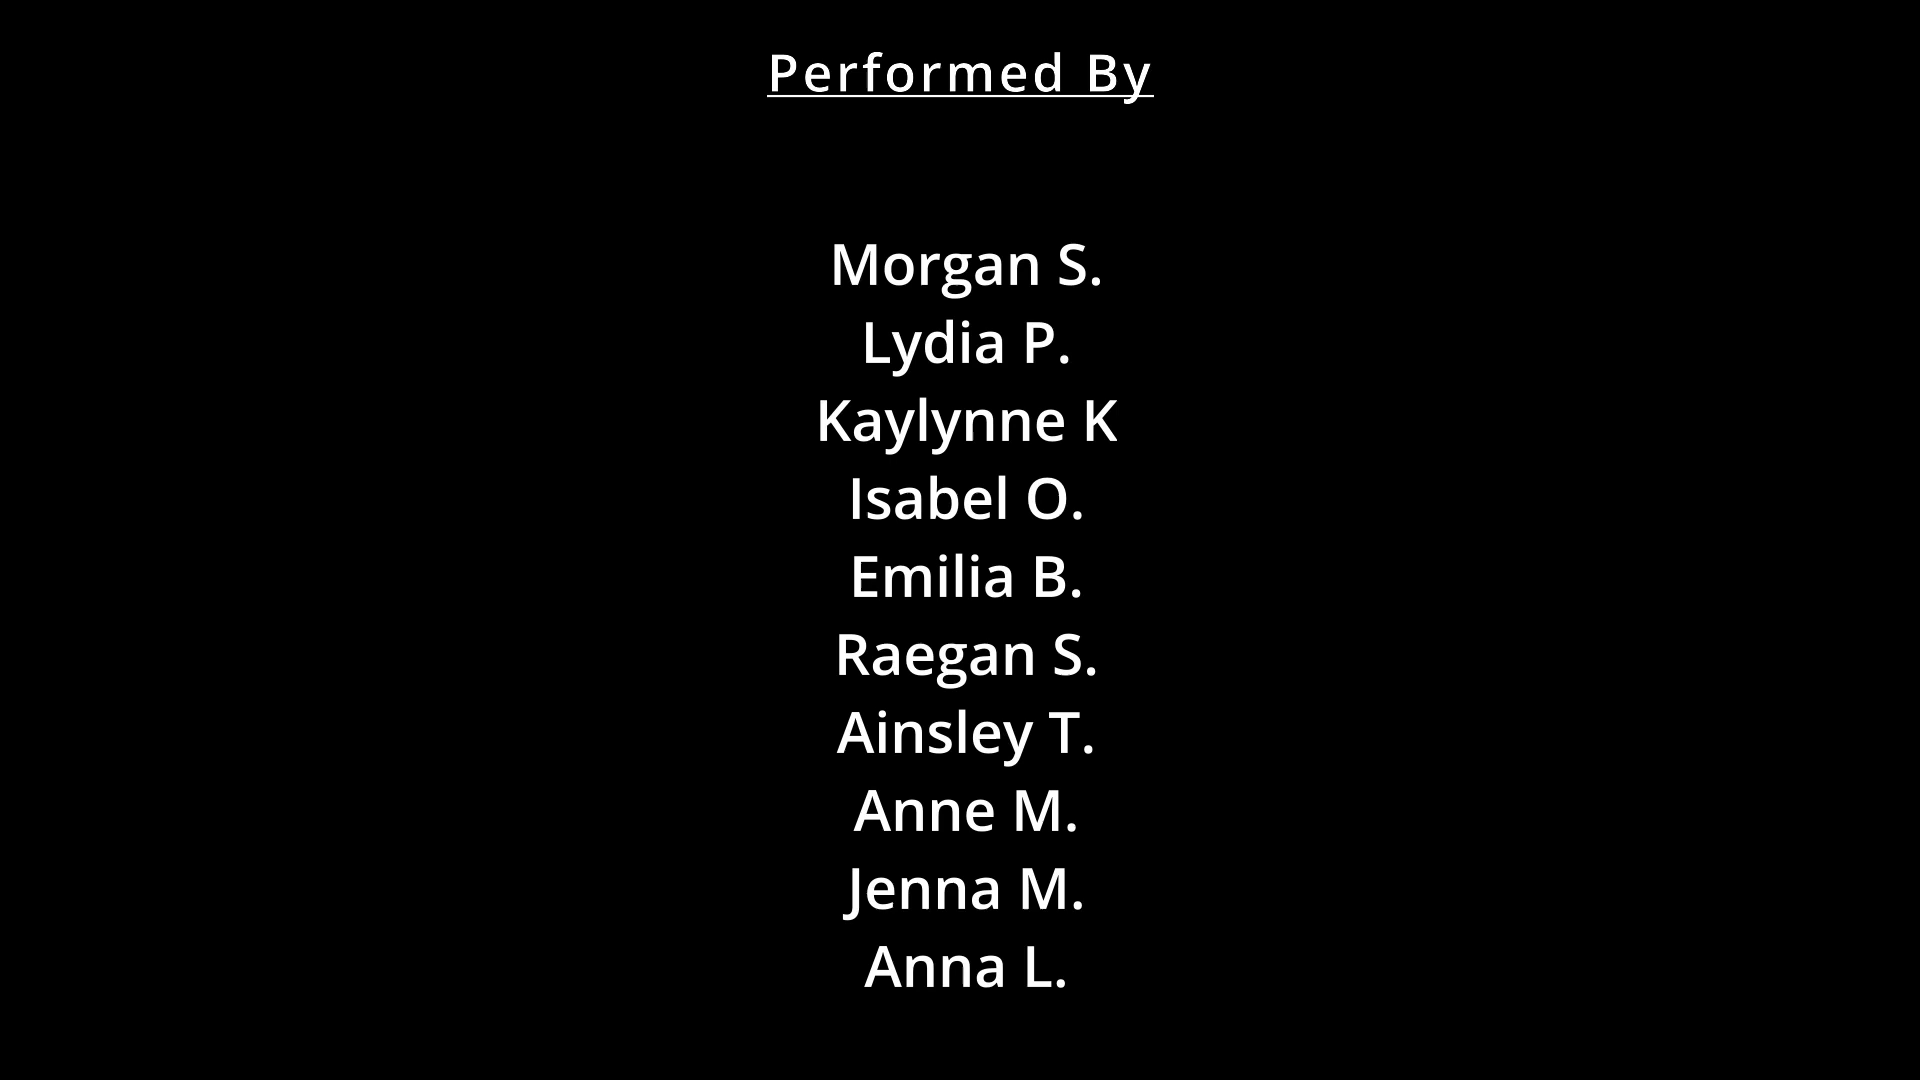 Performed By
Morgan S.
Lydia P.
Kaylynne K
Isabel O.
Emilia B.
Raegan S.
Ainsley T.
Anne M.
Jenna M.
Anna L.